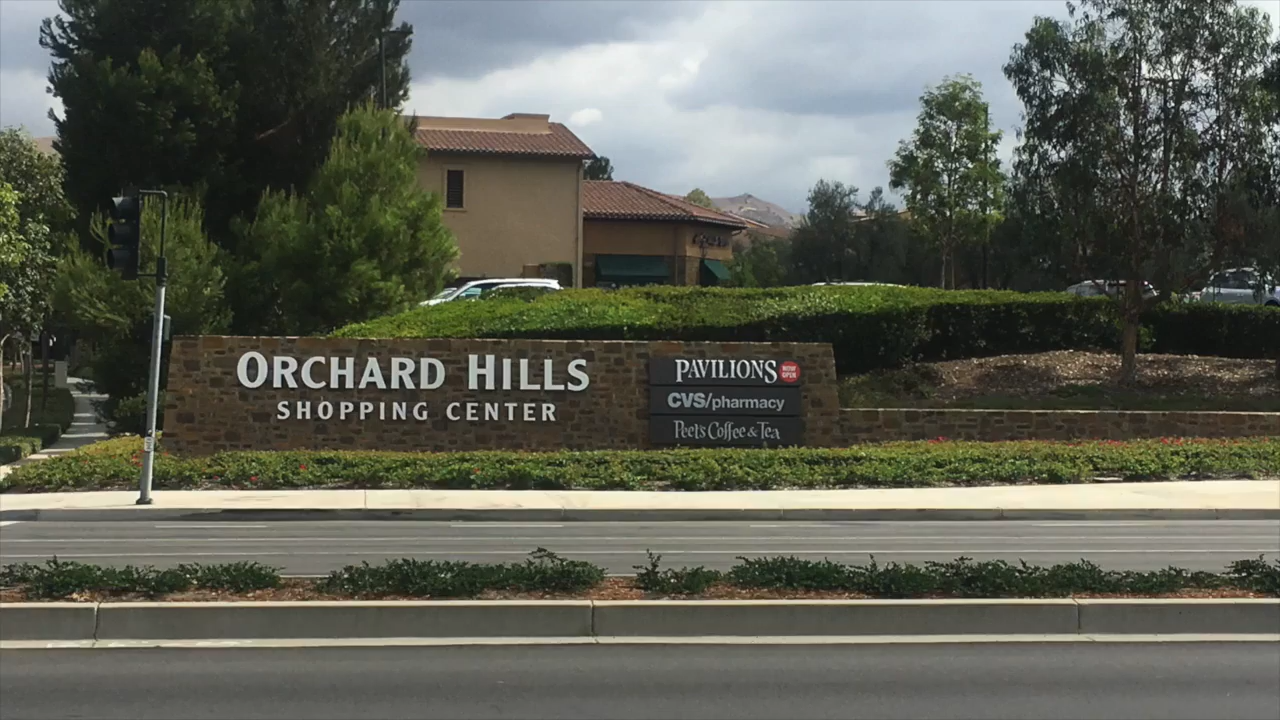 ORCHARD HILLS
SHOPPING CENTER
PAVILIONS
NOW OPEN
CVS/pharmacy
Peet's Coffee & Tea